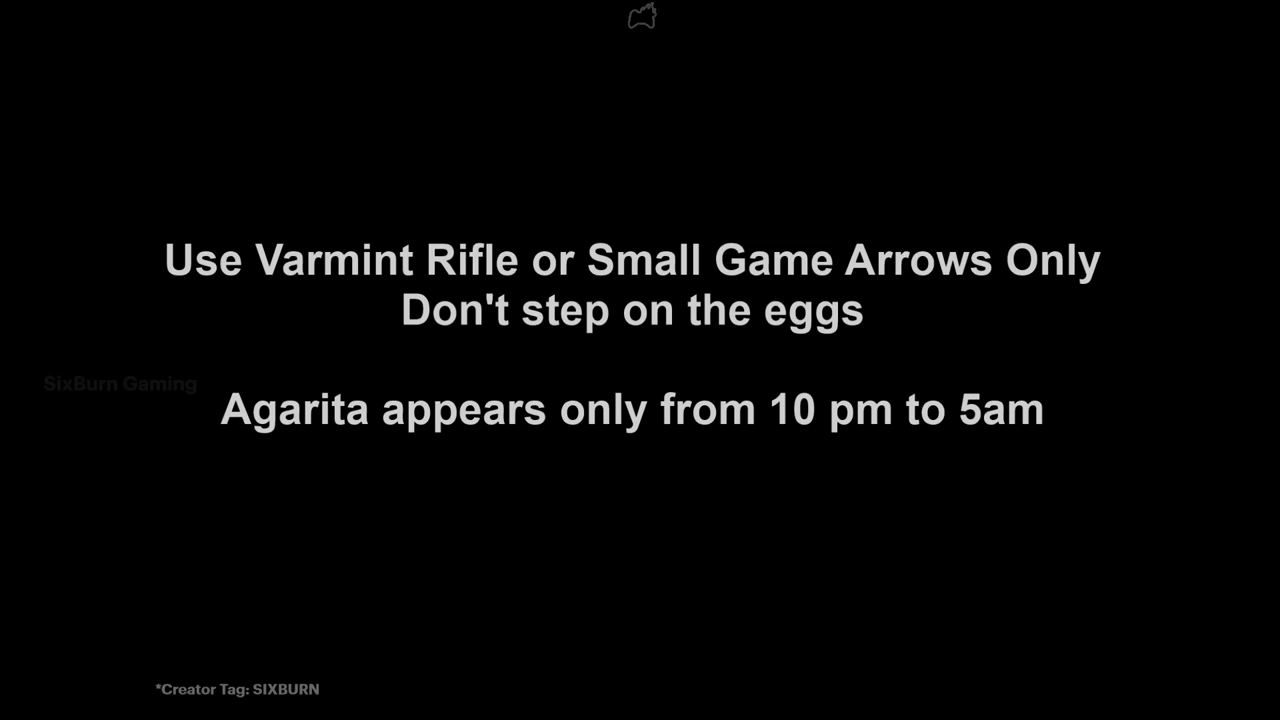 Use Varmint Rifle or Small Game Arrows Only
Don't step on the eggs
SixBurn Gaming
Agarita appears only from 10 pm to 5am
*Creator Tag: SIXBURN